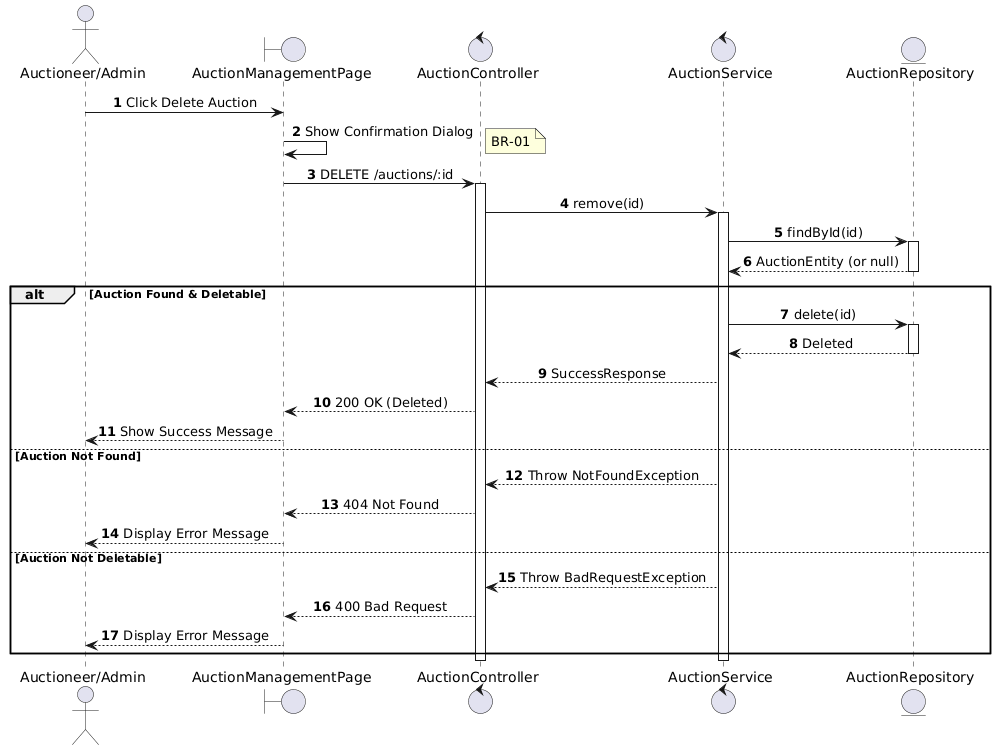 Auctioneer/Admin
AuctionManagementPage
AuctionController
AuctionService
AuctionRepository
1 Click Delete Auction
2 Show Confirmation Dialog
BR-01
3 DELETE /auctions/:id
4 remove(id)
5 findById(id)
6 AuctionEntity (or null)
alt [Auction Found & Deletable]
7 delete(id)
8 Deleted
9 SuccessResponse
10 200 OK (Deleted)
11 Show Success Message
[Auction Not Found]
12 Throw NotFoundException
13 404 Not Found
14 Display Error Message
[Auction Not Deletable]
15 Throw BadRequestException
16 400 Bad Request
17 Display Error Message
Auctioneer/Admin
AuctionManagementPage
AuctionController
AuctionService
AuctionRepository